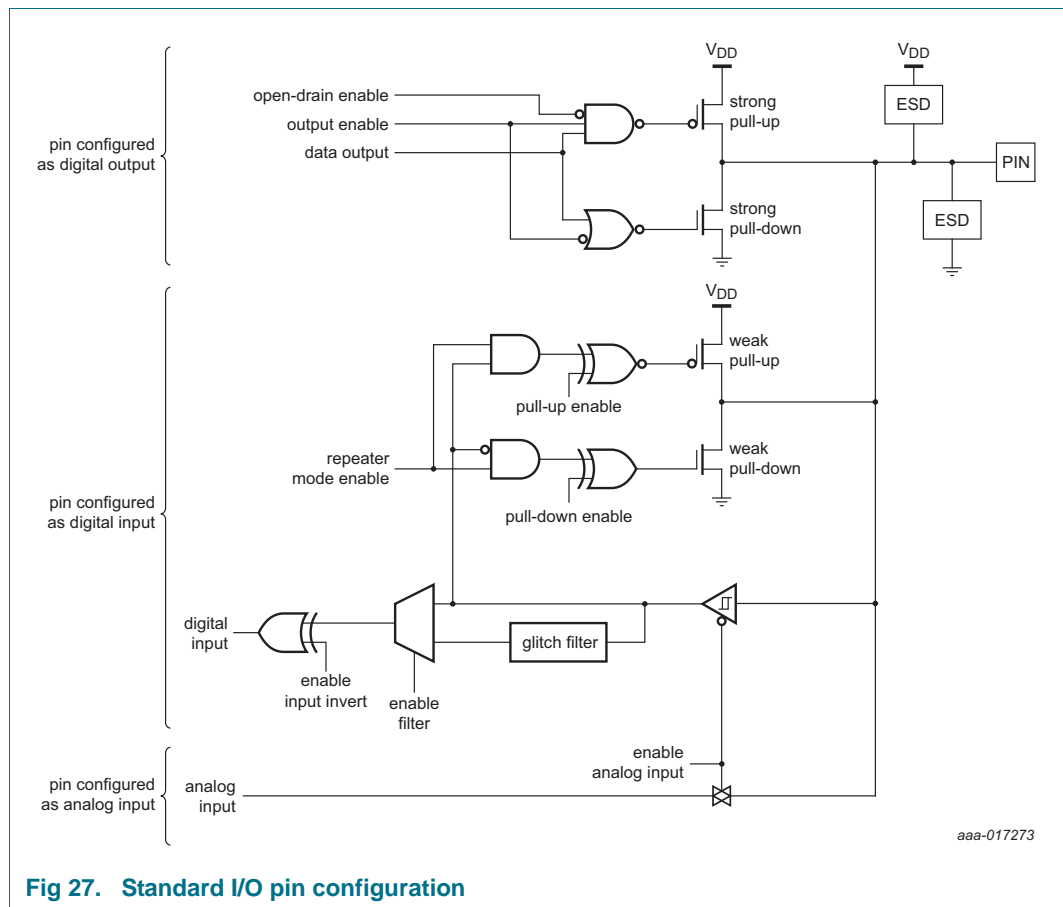 VDD
VDD
open-drain enable
strong
pull-up
ESD
output enable
data output
pin configured
as digital output
PIN
strong
pull-down
ESD
VDD
weak
pull-up
pull-up enable
repeater
mode enable
weak
pull-down
pull-down enable
pin configured
as digital input
digital
input
glitch filter
enable
input invert
enable
filter
enable
analog input
pin configured
as analog input
analog
input
aaa-017273
Fig 27. Standard I/O pin configuration